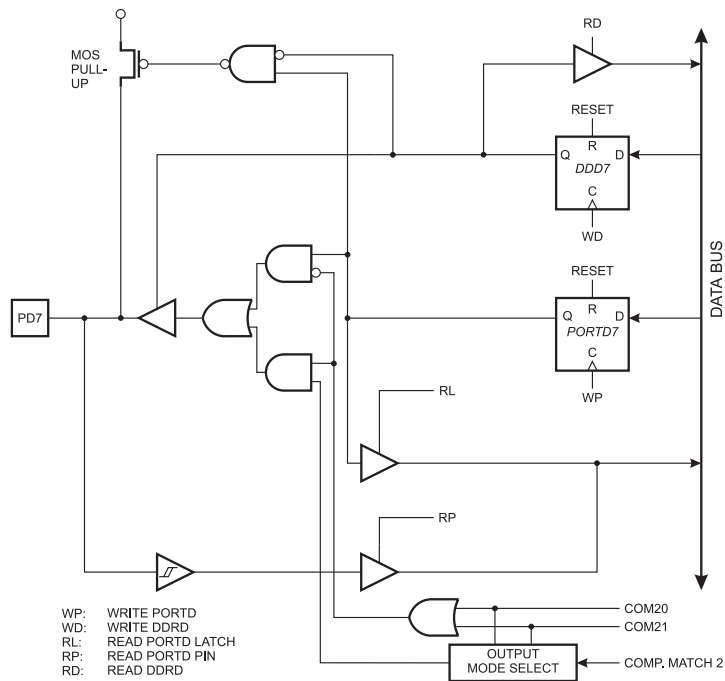 RD
MOS
PULL-
UP
RESET
R
Q
D
DDD7
C
WD
DATA BUS
RESET
R
Q
D
PORTD7
C
WP
PD7
RL
RP
WP: WRITE PORTD
WD: WRITE DDRD
RL: READ PORTD LATCH
RP: READ PORTD PIN
RD: READ DDRD
COM20
COM21
OUTPUT
MODE SELECT
COMP. MATCH 2